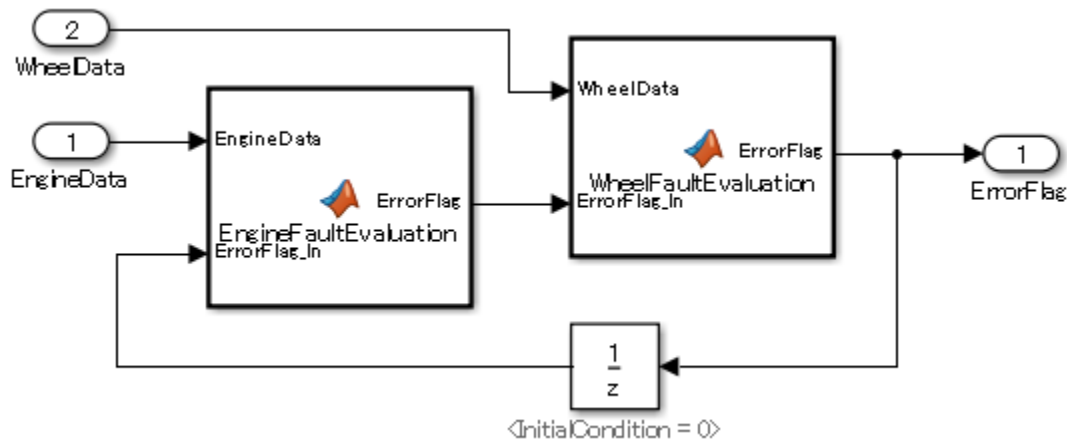 2
WheelData
1
EngineData
EngineData
ErrorFlag
EngineFaultEvaluation
ErrorFlag_In
WheelData
ErrorFlag
WheelFaultEvaluation
ErrorFlag_In
1
ErrorFlag
1
z
<InitialCondition = 0>